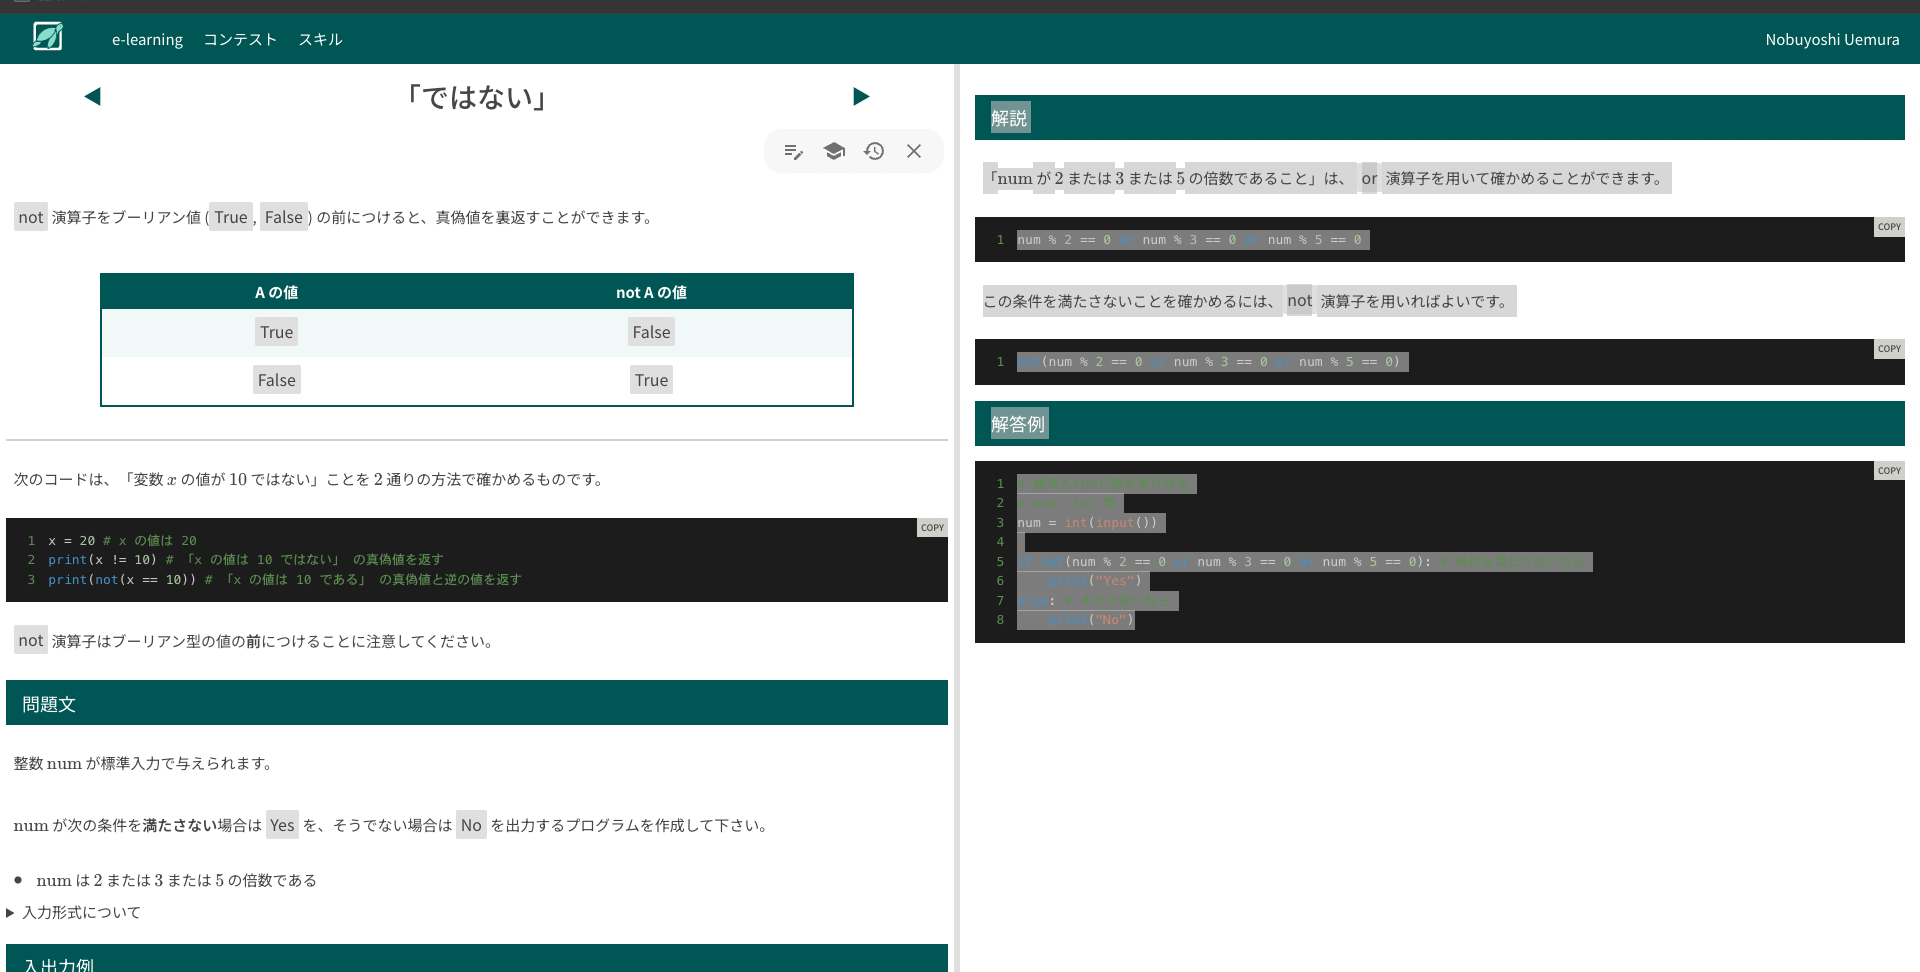 e-learning コンテスト スキル Nobuyoshi Uemura
「ではない」
not 演算子をブーリアン値 ( True , False ) の前につけると、真偽値を裏返すことができます。
A の値 not A の値
True False
False True
次のコードは、「変数 x の値が 10 ではない」ことを 2 通りの方法で確かめるものです。
COPY
1 x = 20 # x の値は 20
2 print(x != 10) # 「x の値は 10 ではない」 の真偽値を返す
3 print(not(x == 10)) # 「x の値は 10 である」 の真偽値と逆の値を返す
not 演算子はブーリアン型の値の前につけることに注意してください。
問題文
整数 num が標準入力で与えられます。
num が次の条件を満たさない場合は Yes を、そうでない場合は No を出力するプログラムを作成して下さい。
● num は 2 または 3 または 5 の倍数である
▶ 入力形式について
入出力例
解説
「num が 2 または 3 または 5 の倍数であること」は、 or 演算子を用いて確かめることができます。
COPY
1 num % 2 == 0 or num % 3 == 0 or num % 5 == 0
この条件を満たさないことを確かめるには、 not 演算子を用いればよいです。
COPY
1 not(num % 2 == 0 or num % 3 == 0 or num % 5 == 0)
解答例
COPY
1
2
3 num = int(input())
4
5 if not(num % 2 == 0 or num % 3 == 0 or num % 5 == 0):
6 print("Yes")
7 else:
8 print("No")